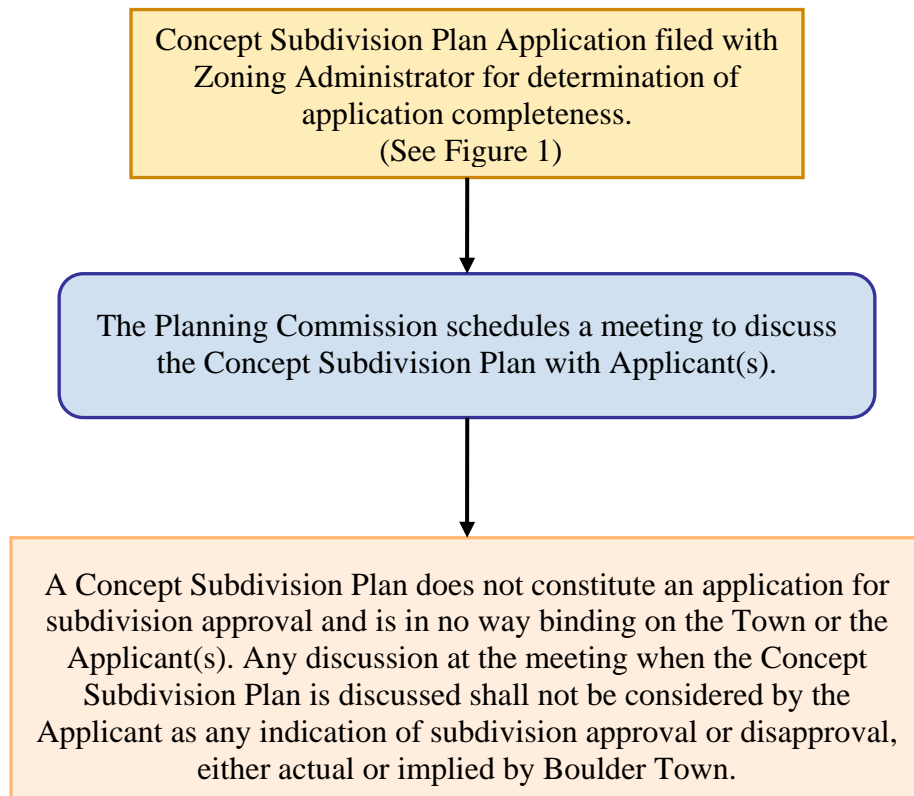 Concept Subdivision Plan Application filed with
Zoning Administrator for determination of
application completeness.
(See Figure 1)
The Planning Commission schedules a meeting to discuss
the Concept Subdivision Plan with Applicant(s).
A Concept Subdivision Plan does not constitute an application for
subdivision approval and is in no way binding on the Town or the
Applicant(s). Any discussion at the meeting when the Concept
Subdivision Plan is discussed shall not be considered by the
Applicant as any indication of subdivision approval or disapproval,
either actual or implied by Boulder Town.